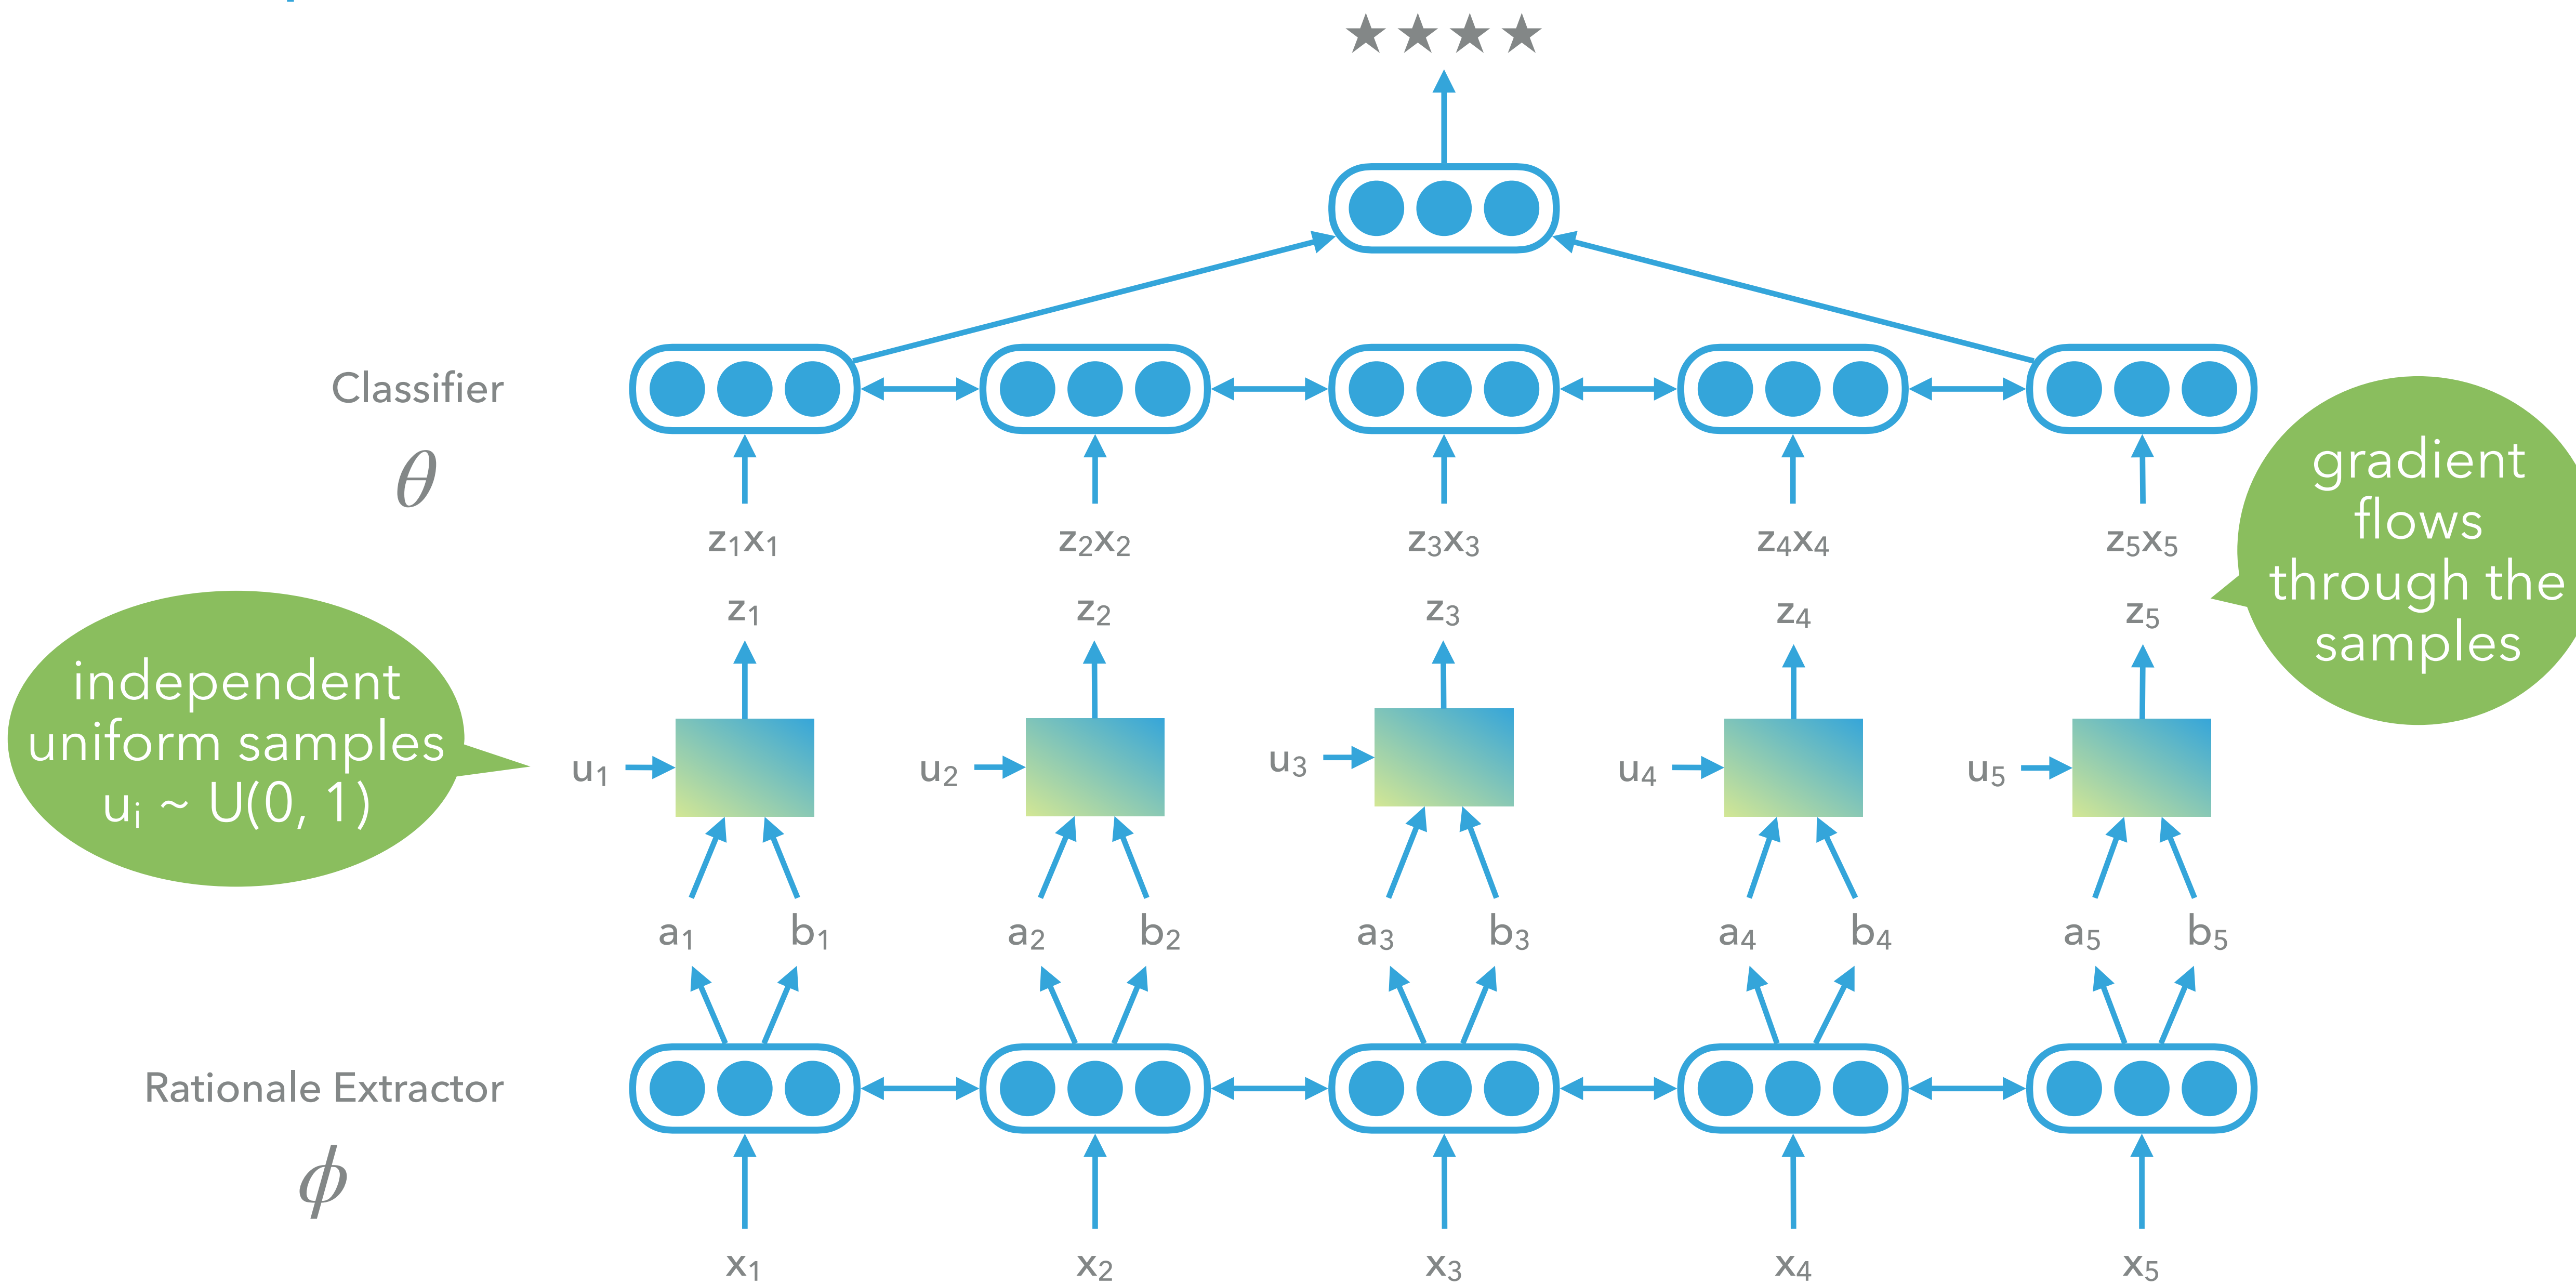 ★★★★
Classifier
θ
z₁x₁ z₂x₂ z₃x₃ z₄x₄ z₅x₅
gradient
flows
through the
samples
z₁ z₂ z₃ z₄ z₅
independent
uniform samples
uᵢ ~ U(0, 1)
u₁ u₂ u₃ u₄ u₅
a₁ b₁ a₂ b₂ a₃ b₃ a₄ b₄ a₅ b₅
Rationale Extractor
ϕ
x₁ x₂ x₃ x₄ x₅